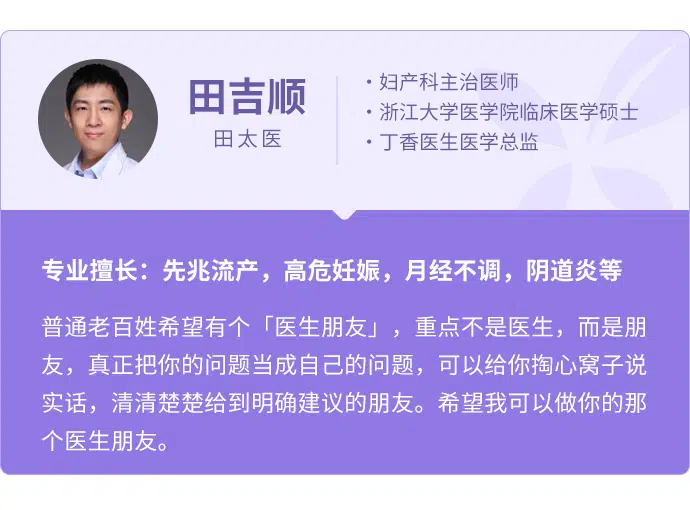 田吉顺
田太医
・妇产科主治医师
・浙江大学医学院临床医学硕士
・丁香医生医学总监
专业擅长：先兆流产，高危妊娠，月经不调，阴道炎等
普通老百姓希望有个「医生朋友」，重点不是医生，而是朋
友，真正把你的问题当成自己的问题，可以给你掏心窝子说
实话，清清楚楚给到明确建议的朋友。希望我可以做你的那
个医生朋友。